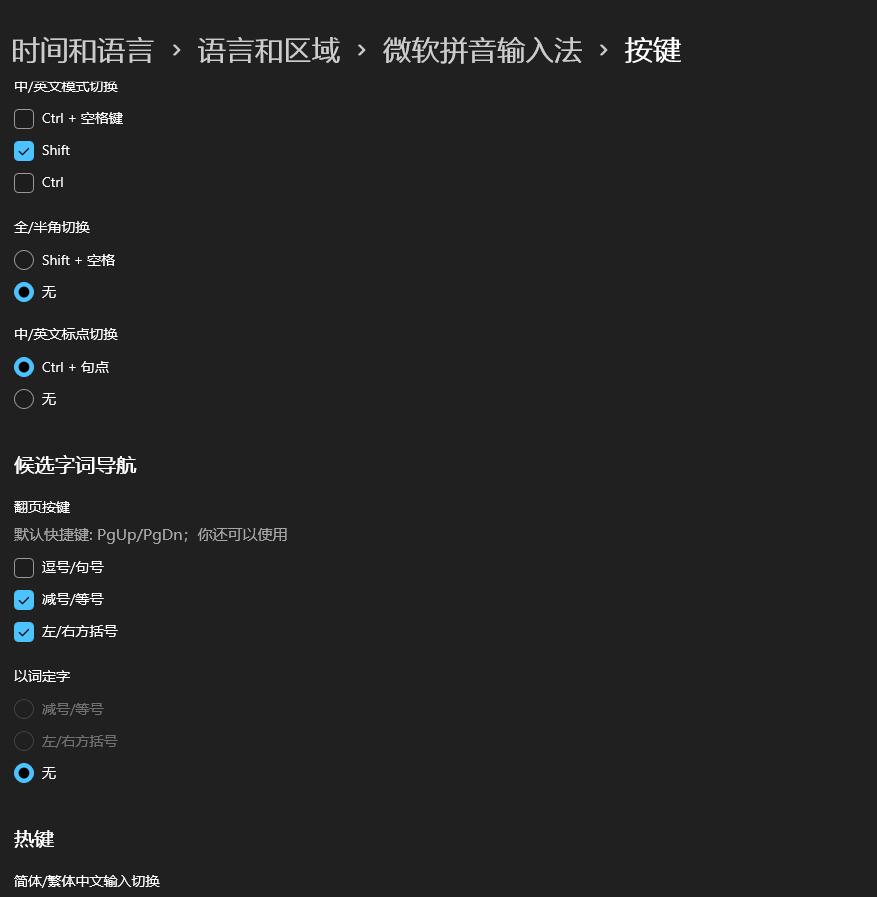 时间和语言 › 语言和区域 › 微软拼音输入法 › 按键
中/英文模式切换
Ctrl + 空格键
Shift
Ctrl
全/半角切换
Shift + 空格
无
中/英文标点切换
Ctrl + 句点
无
候选字词导航
翻页按键
默认快捷键: PgUp/PgDn；你还可以使用
逗号/句号
减号/等号
左/右方括号
以词定字
减号/等号
左/右方括号
无
热键
简体/繁体中文输入切换